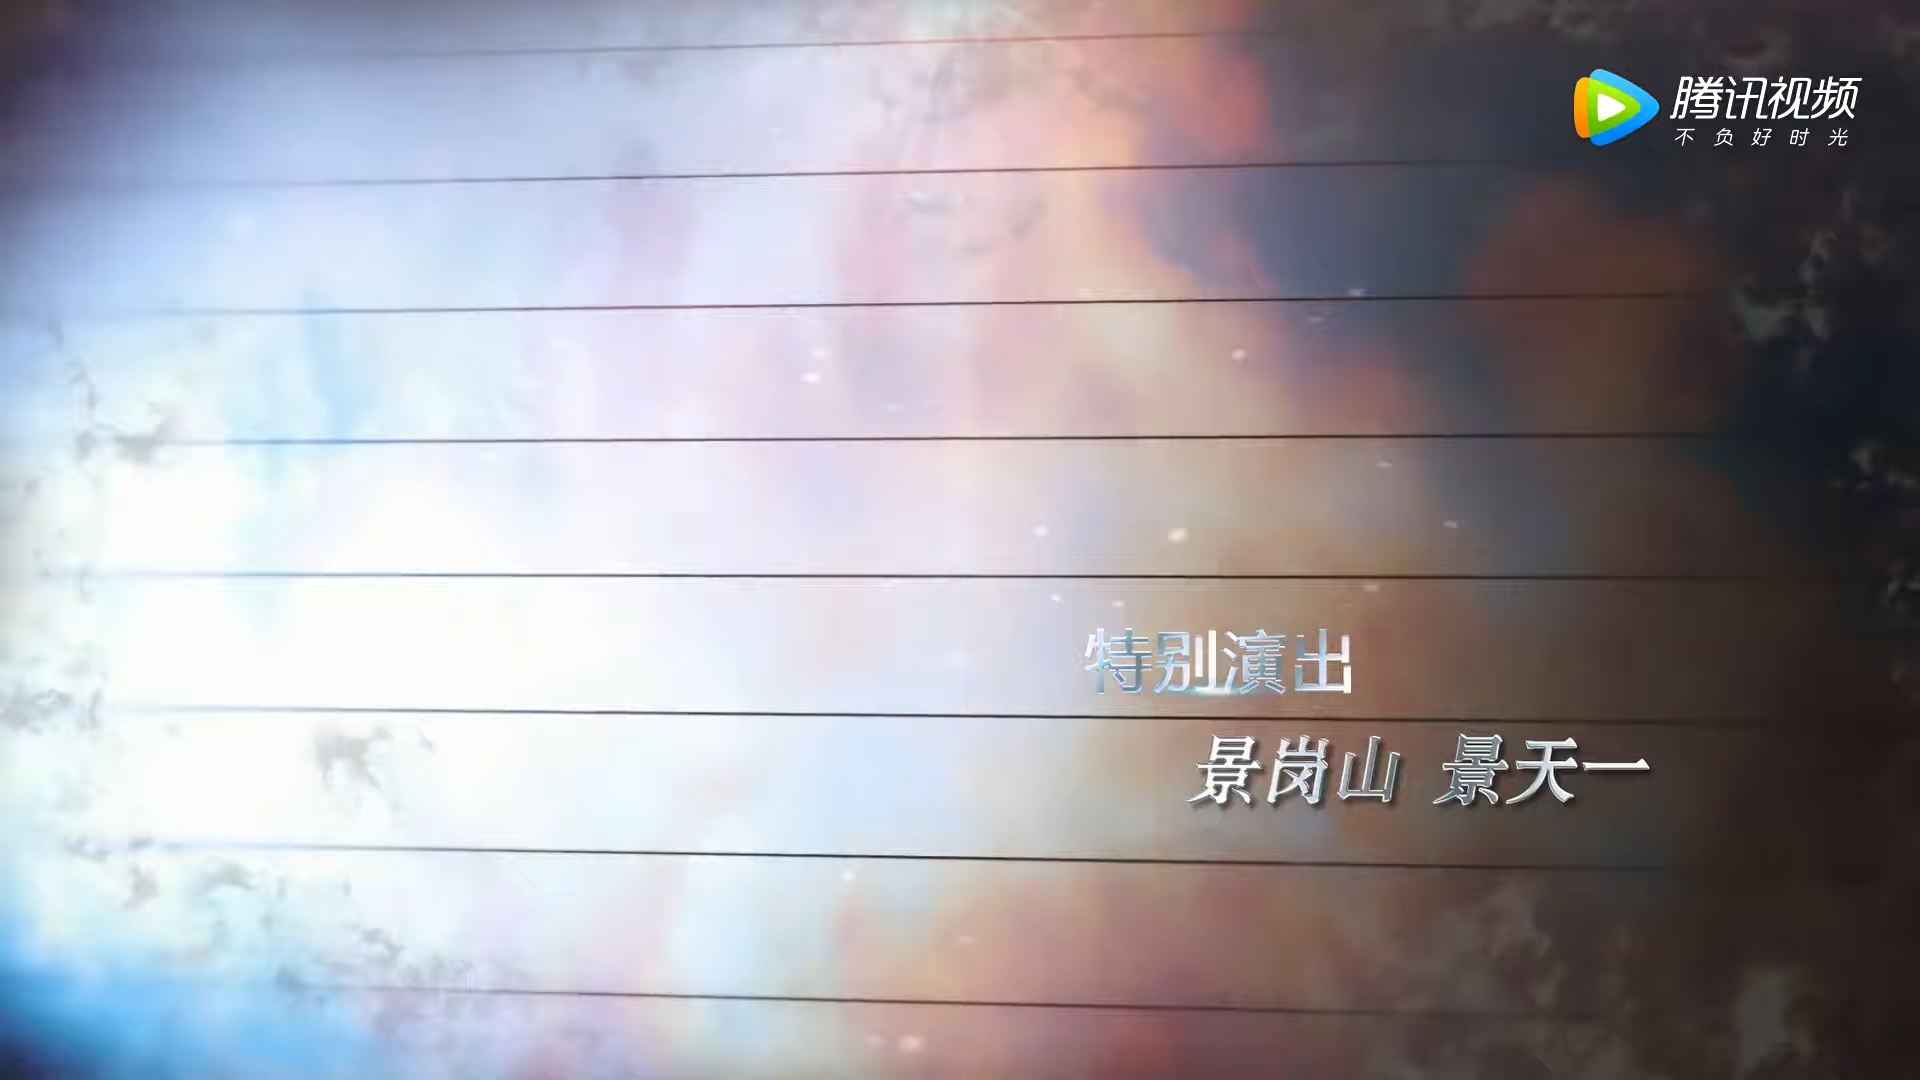 腾讯视频
不负好时光
特别演出
景岗山 景天一